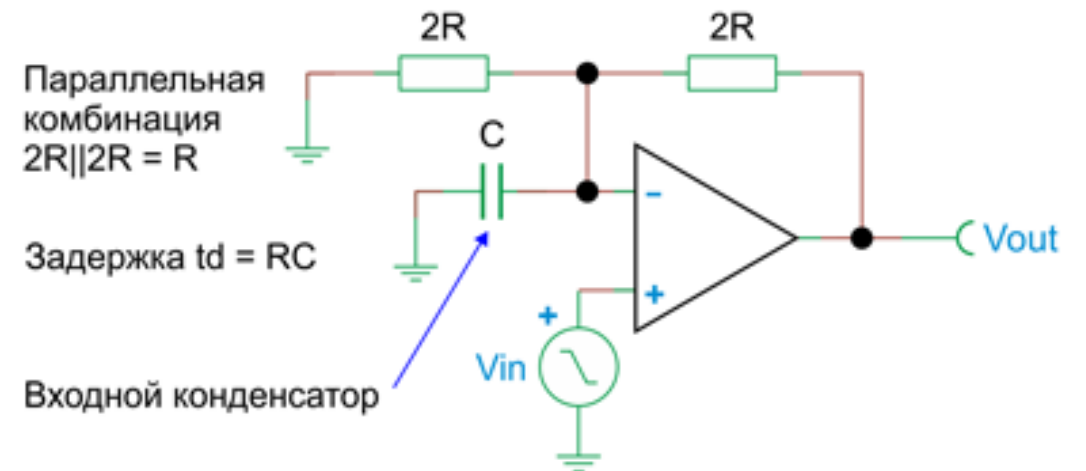 2R
2R
Параллельная
комбинация
2R||2R = R
C
-
Задержка td = RC
Vout
+
+
Vin
Входной конденсатор